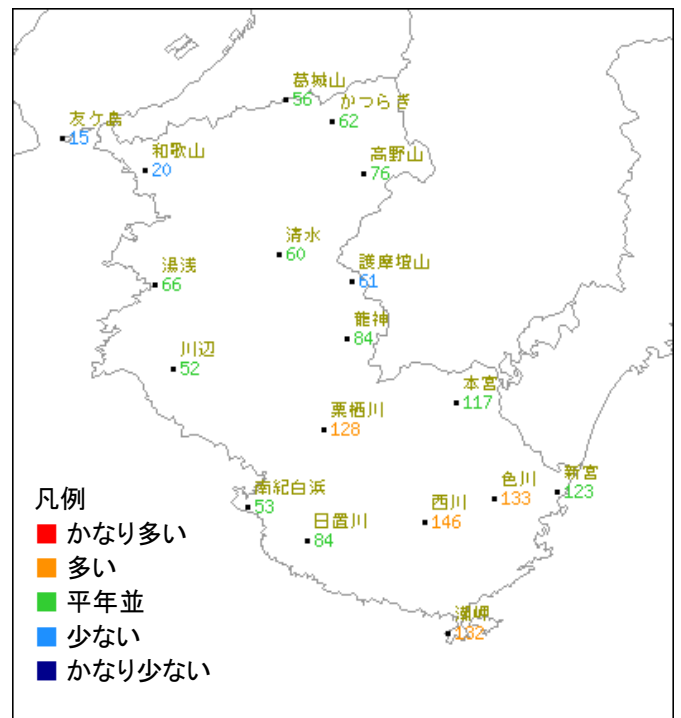 葛城山
56
かつらぎ
62
友ケ島
15
和歌山
20
高野山
76
清水
60
湯浅
66
護摩壇山
61
龍神
84
川辺
52
本宮
117
栗栖川
128
南紀白浜
53
日置川
84
西川
146
色川
133
新宮
123
潮岬
132
凡例
かなり多い
多い
平年並
少ない
かなり少ない